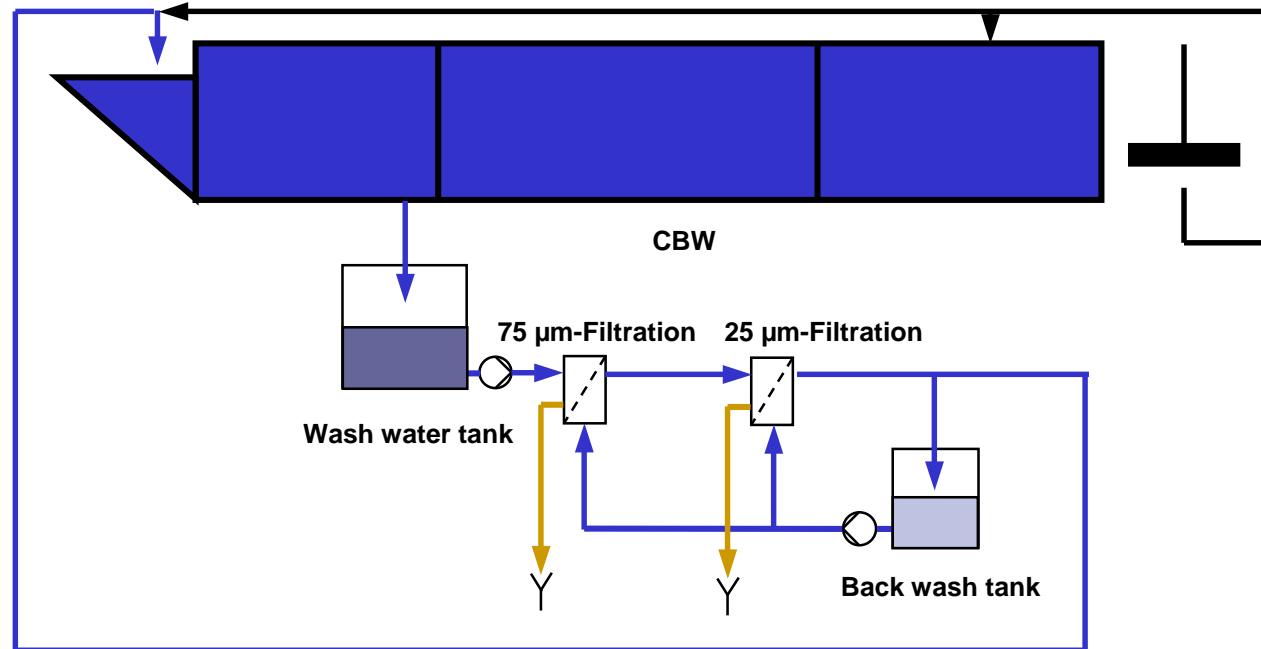 CBW
75 µm-Filtration
25 µm-Filtration
Wash water tank
Back wash tank